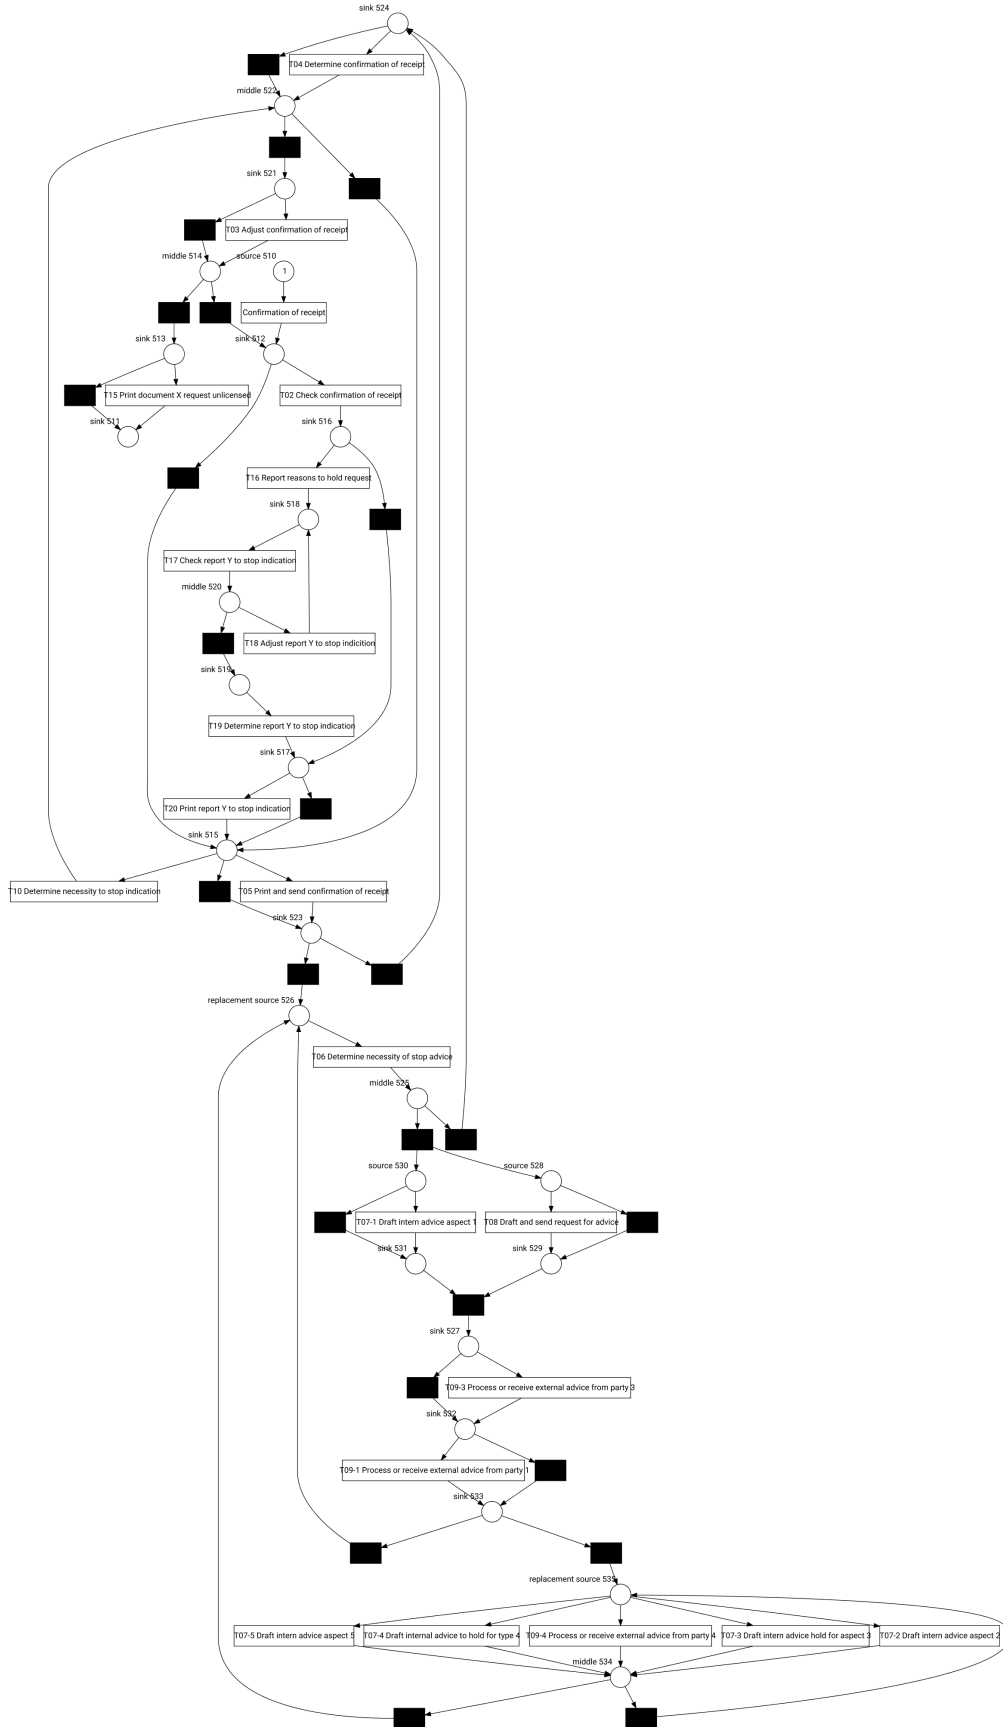 sink 524
T04 Determine confirmation of receipt
middle 522
sink 521
T03 Adjust confirmation of receipt
middle 514
source 510
1
Confirmation of receipt
sink 513
sink 512
T15 Print document X request unlicensed
T02 Check confirmation of receipt
sink 511
sink 516
T16 Report reasons to hold request
sink 518
T17 Check report Y to stop indication
middle 520
T18 Adjust report Y to stop indicition
sink 519
T19 Determine report Y to stop indication
sink 517
T20 Print report Y to stop indication
sink 515
T10 Determine necessity to stop indication
T05 Print and send confirmation of receipt
sink 523
replacement source 526
T06 Determine necessity of stop advice
middle 525
source 530
source 528
T07-1 Draft intern advice aspect 1
T08 Draft and send request for advice
sink 531
sink 529
sink 527
T09-3 Process or receive external advice from party 3
sink 532
T09-1 Process or receive external advice from party 1
sink 533
replacement source 535
T07-5 Draft intern advice aspect 5
T07-4 Draft internal advice to hold for type 4
T09-4 Process or receive external advice from party 4
T07-3 Draft intern advice hold for aspect 3
T07-2 Draft intern advice aspect 2
middle 534